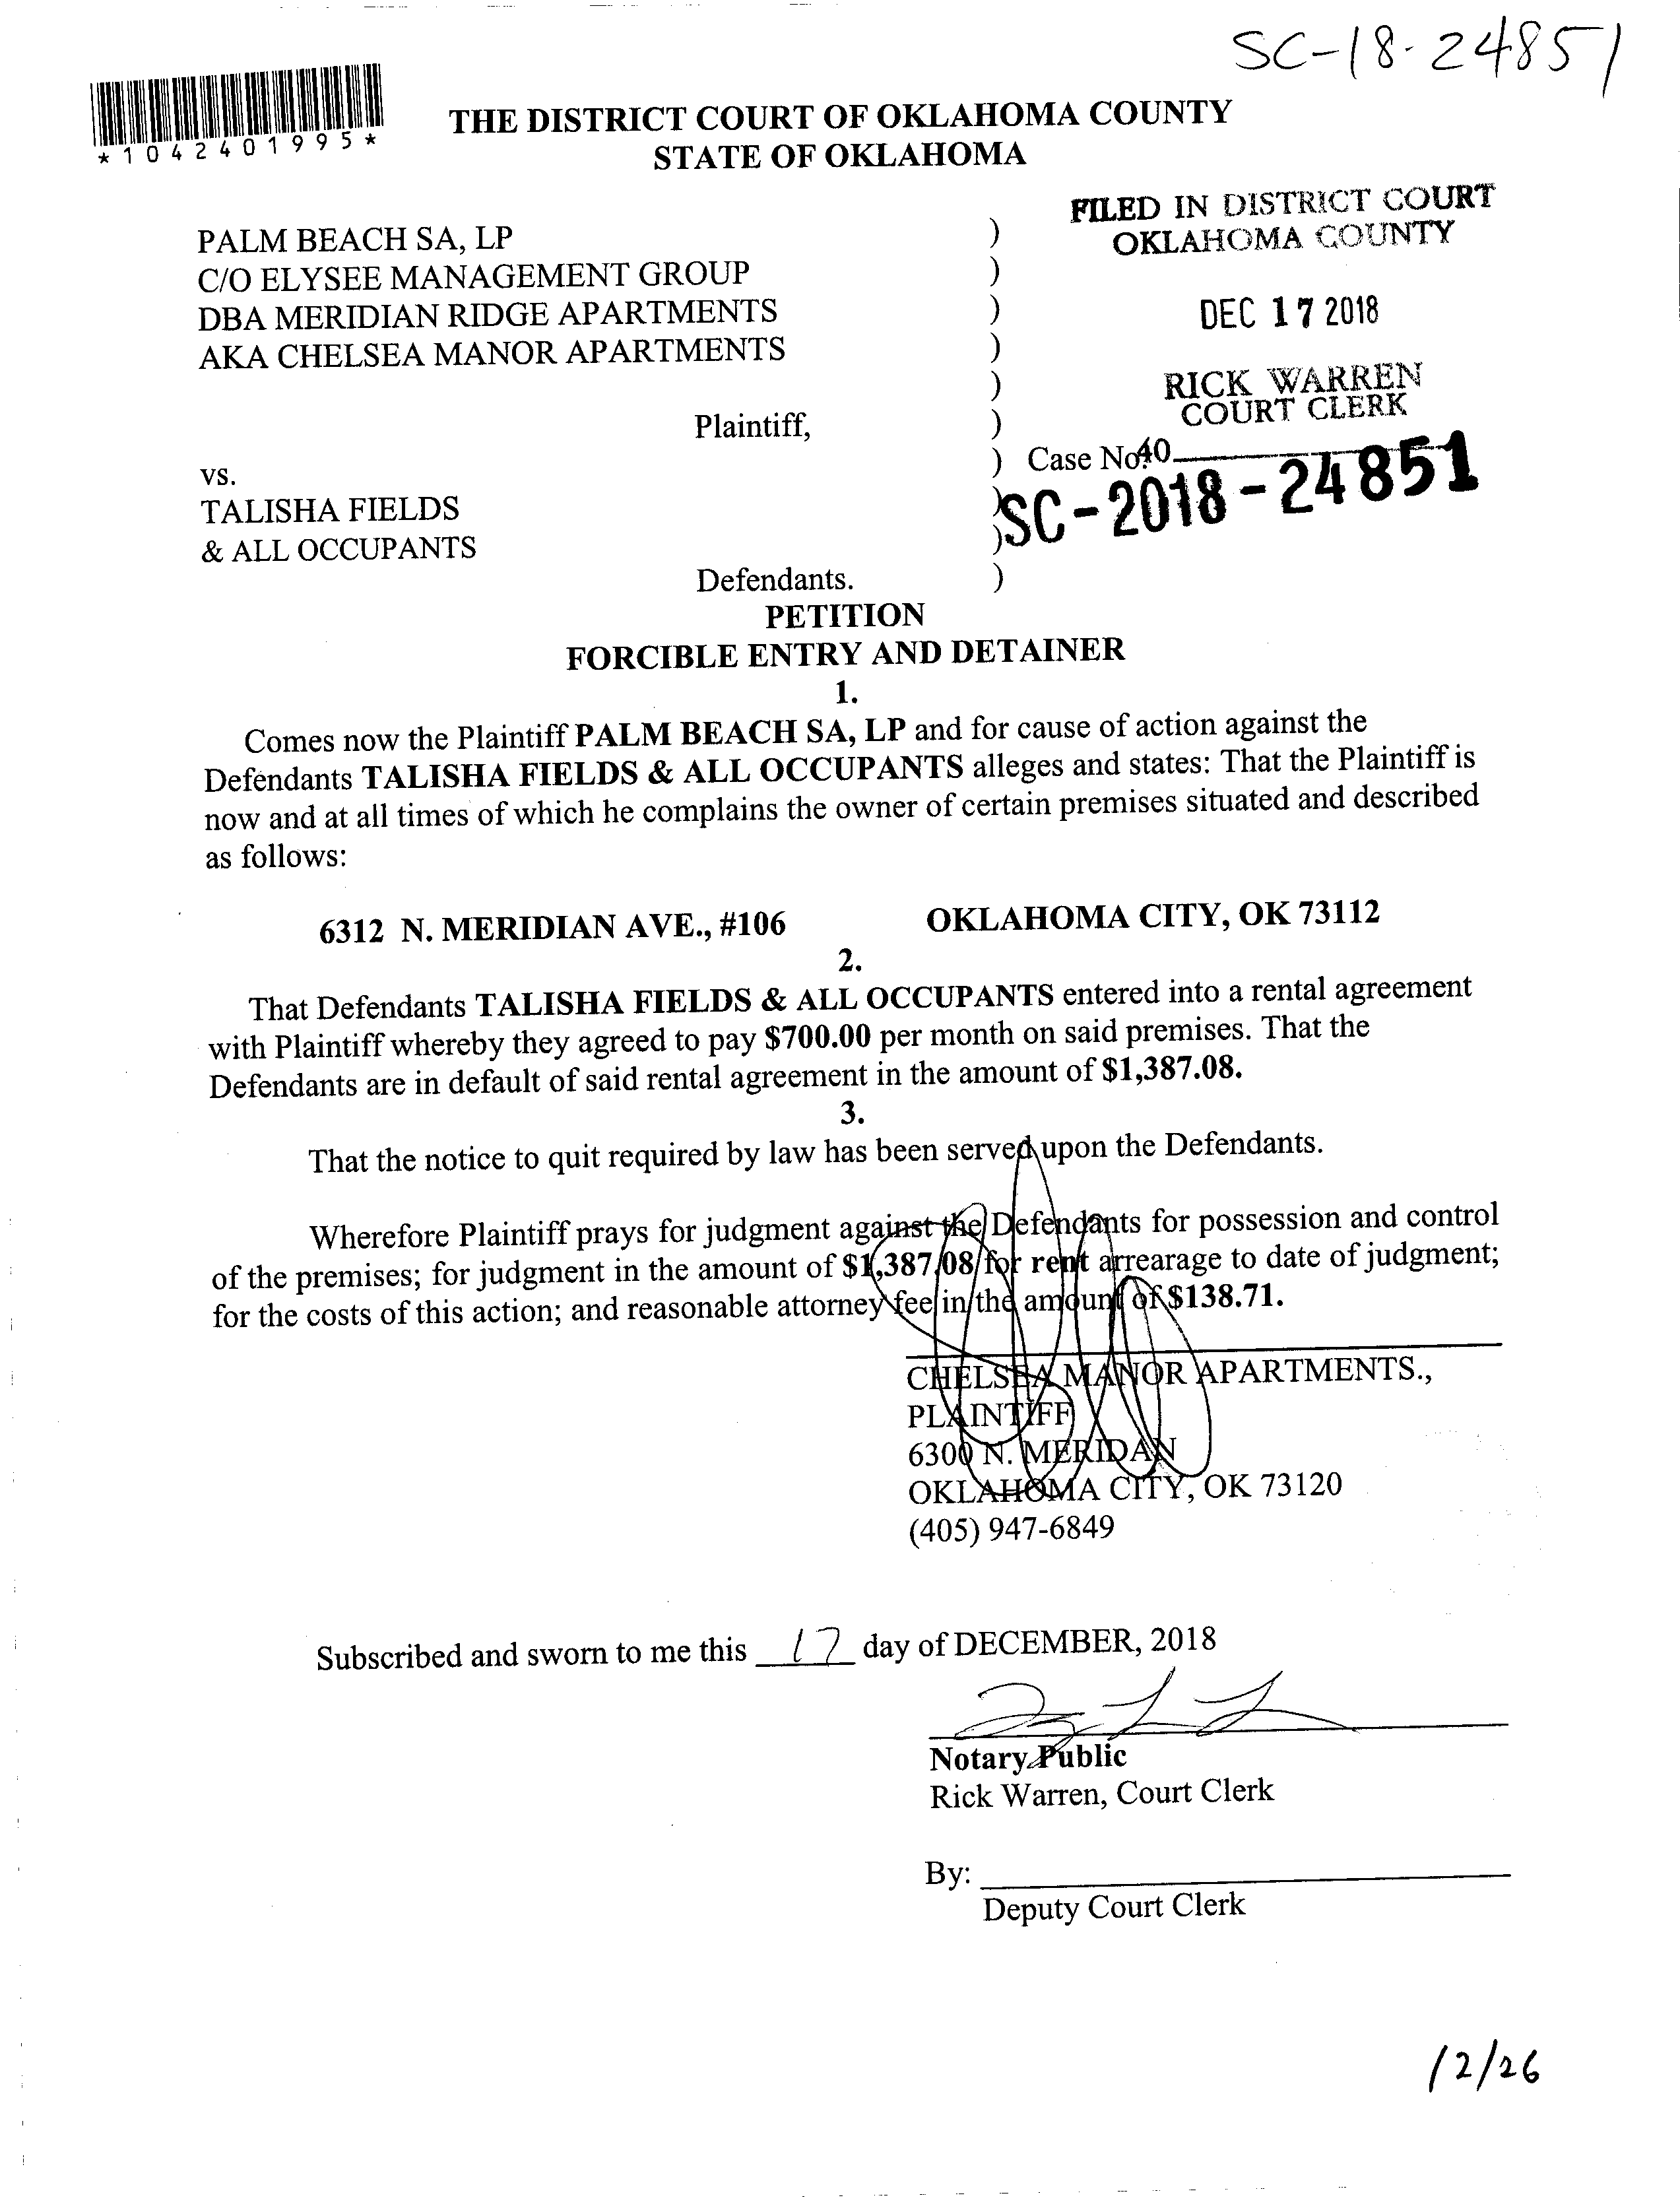 SC-18-24851
*1042401995*
THE DISTRICT COURT OF OKLAHOMA COUNTY
STATE OF OKLAHOMA
FILED IN DISTRICT COURT
OKLAHOMA COUNTY
PALM BEACH SA, LP )
C/O ELYSEE MANAGEMENT GROUP )
DBA MERIDIAN RIDGE APARTMENTS ) DEC 17 2018
AKA CHELSEA MANOR APARTMENTS )
) RICK WARREN
COURT CLERK
Plaintiff, )
) Case No. 40
vs. ) SC-2018-24851
TALISHA FIELDS
& ALL OCCUPANTS )
Defendants. )
PETITION
FORCIBLE ENTRY AND DETAINER
1.
Comes now the Plaintiff PALM BEACH SA, LP and for cause of action against the
Defendants TALISHA FIELDS & ALL OCCUPANTS alleges and states: That the Plaintiff is
now and at all times of which he complains the owner of certain premises situated and described
as follows:
6312 N. MERIDIAN AVE., #106 OKLAHOMA CITY, OK 73112
2.
That Defendants TALISHA FIELDS & ALL OCCUPANTS entered into a rental agreement
with Plaintiff whereby they agreed to pay $700.00 per month on said premises. That the
Defendants are in default of said rental agreement in the amount of $1,387.08.
3.
That the notice to quit required by law has been served upon the Defendants.
Wherefore Plaintiff prays for judgment against the Defendants for possession and control
of the premises; for judgment in the amount of $1,387.08 for rent arrearage to date of judgment;
for the costs of this action; and reasonable attorney fee in the amount of $138.71.
CHELSEA MANOR APARTMENTS.,
PLAINTIFF
6300 N. MERIDAN
OKLAHOMA CITY, OK 73120
(405) 947-6849
Subscribed and sworn to me this 17 day of DECEMBER, 2018
Notary Public
Rick Warren, Court Clerk
By:
Deputy Court Clerk
12/26